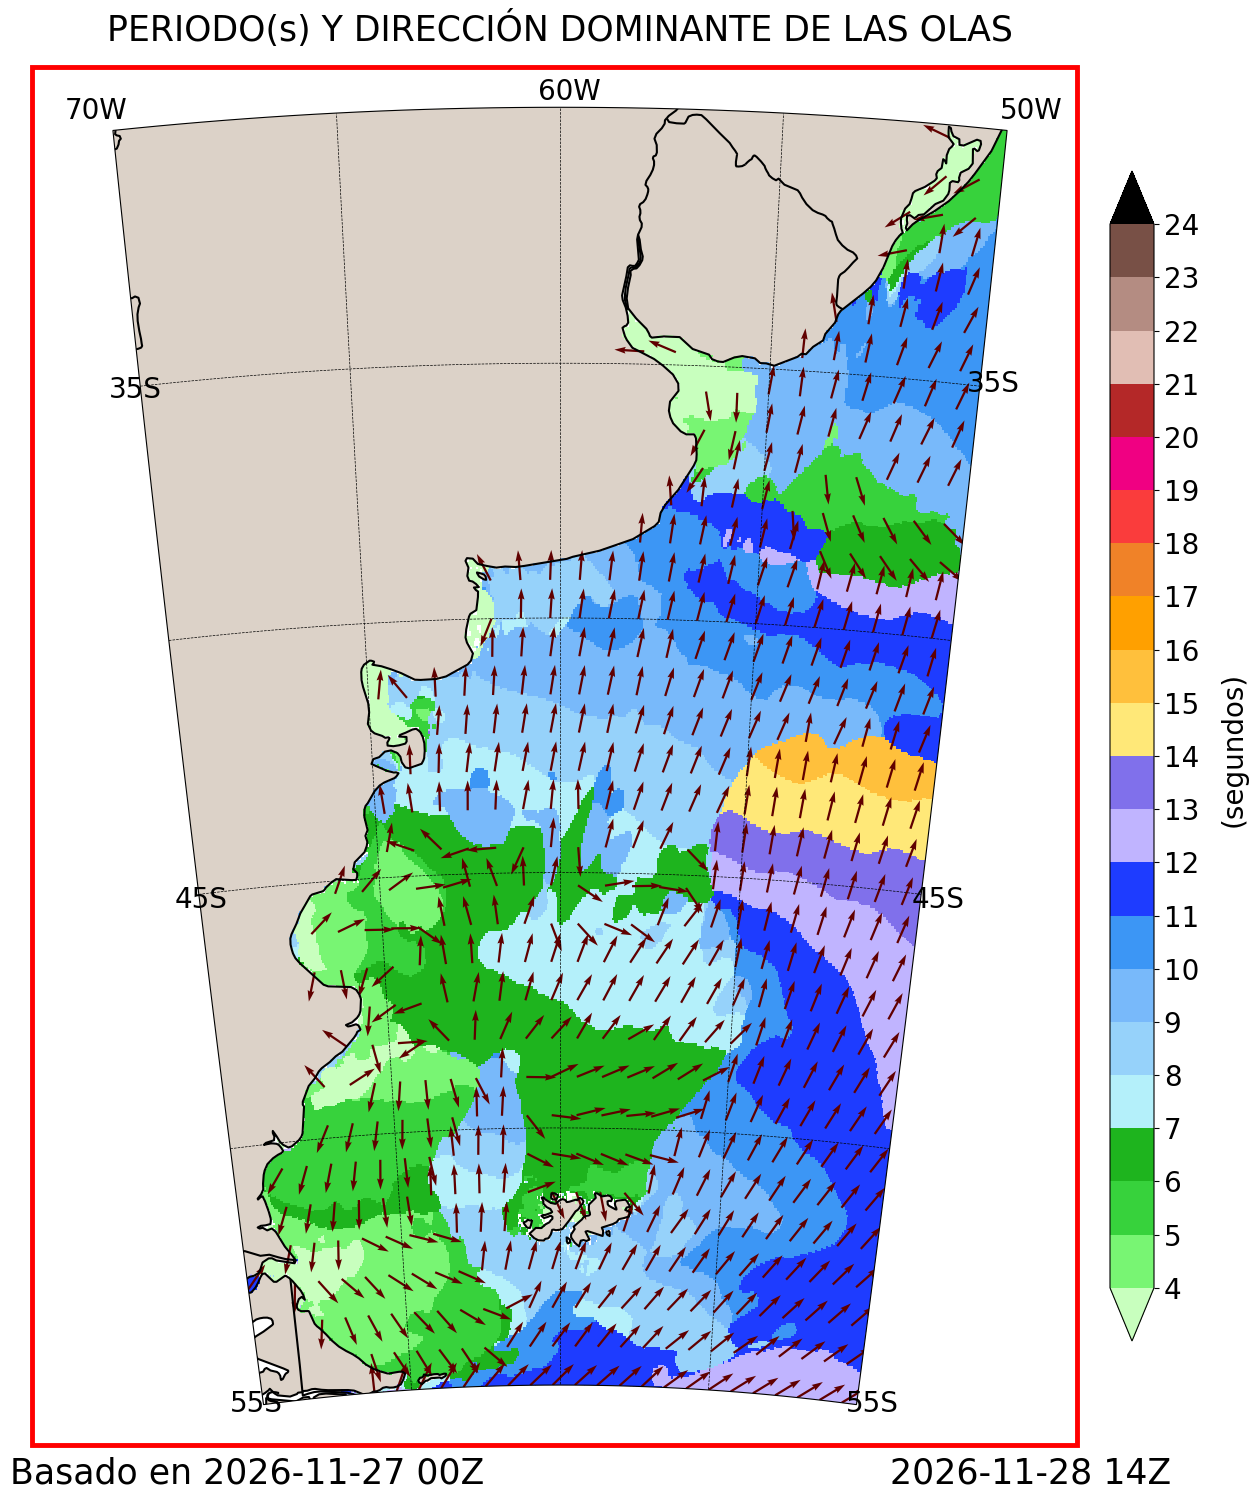 PERIODO(s) Y DIRECCIÓN DOMINANTE DE LAS OLAS
70W
60W
50W
35S
35S
45S
45S
55S
55S
24
23
22
21
20
19
18
17
16
15
14
13
12
11
10
9
8
7
6
5
4
(segundos)
Basado en 2026-11-27 00Z
2026-11-28 14Z